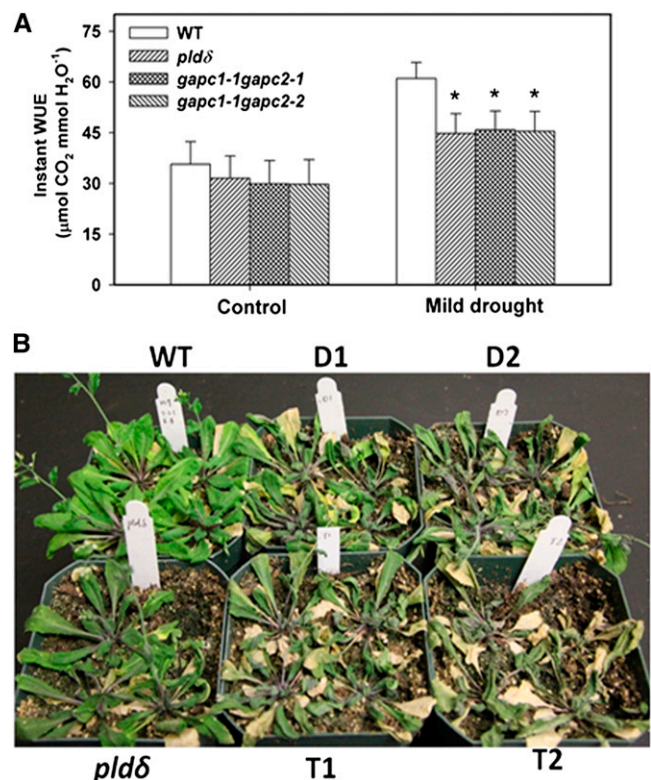 A
75
60
45
30
15
0
Instant WUE
(μmol CO₂ mmol H₂O⁻¹)
WT
pldδ
gapc1-1gapc2-1
gapc1-1gapc2-2
* * *
Control Mild drought
B
WT D1 D2
pldδ
pldδ T1 T2